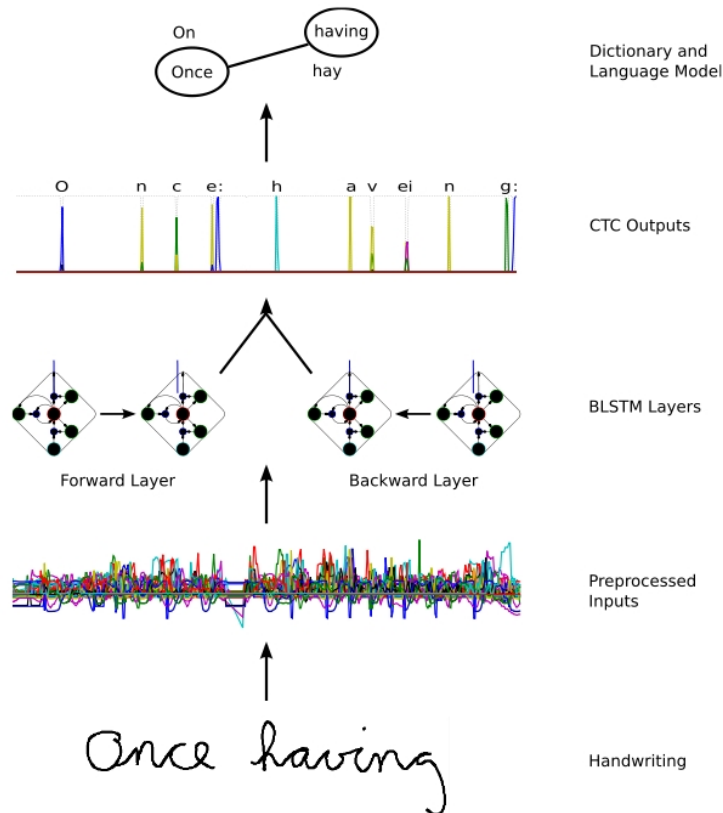 On having
Once hay
Dictionary and
Language Model
O n c e: h a v ei n g:
CTC Outputs
BLSTM Layers
Forward Layer Backward Layer
Preprocessed
Inputs
Once having
Handwriting